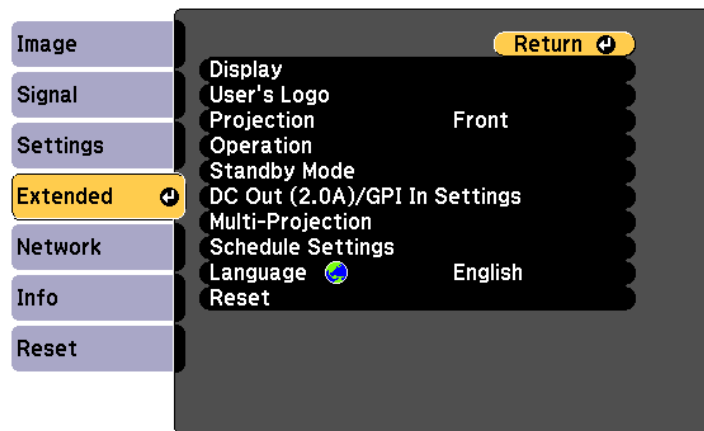 Image
Signal
Settings
Extended
Network
Info
Reset
Return
Display
User's Logo
Projection Front
Operation
Standby Mode
DC Out (2.0A)/GPI In Settings
Multi-Projection
Schedule Settings
Language English
Reset